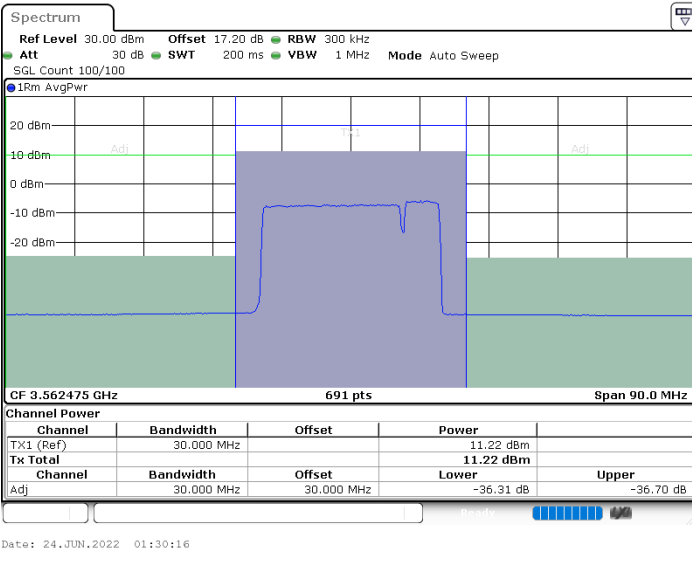 Spectrum
Ref Level 30.00 dBm Offset 17.20 dB RBW 300 kHz
Att 30 dB SWT 200 ms VBW 1 MHz Mode Auto Sweep
SGL Count 100/100
1Rm AvgPwr
20 dBm
TX1
Adj Adj
10 dBm
0 dBm
-10 dBm
-20 dBm
CF 3.562475 GHz 691 pts Span 90.0 MHz
Channel Power
Channel Bandwidth Offset Power
TX1 (Ref) 30.000 MHz 11.22 dBm
Tx Total 11.22 dBm
Channel Bandwidth Offset Lower Upper
Adj 30.000 MHz 30.000 MHz -36.31 dB -36.70 dB
Ready
Date: 24.JUN.2022 01:30:16